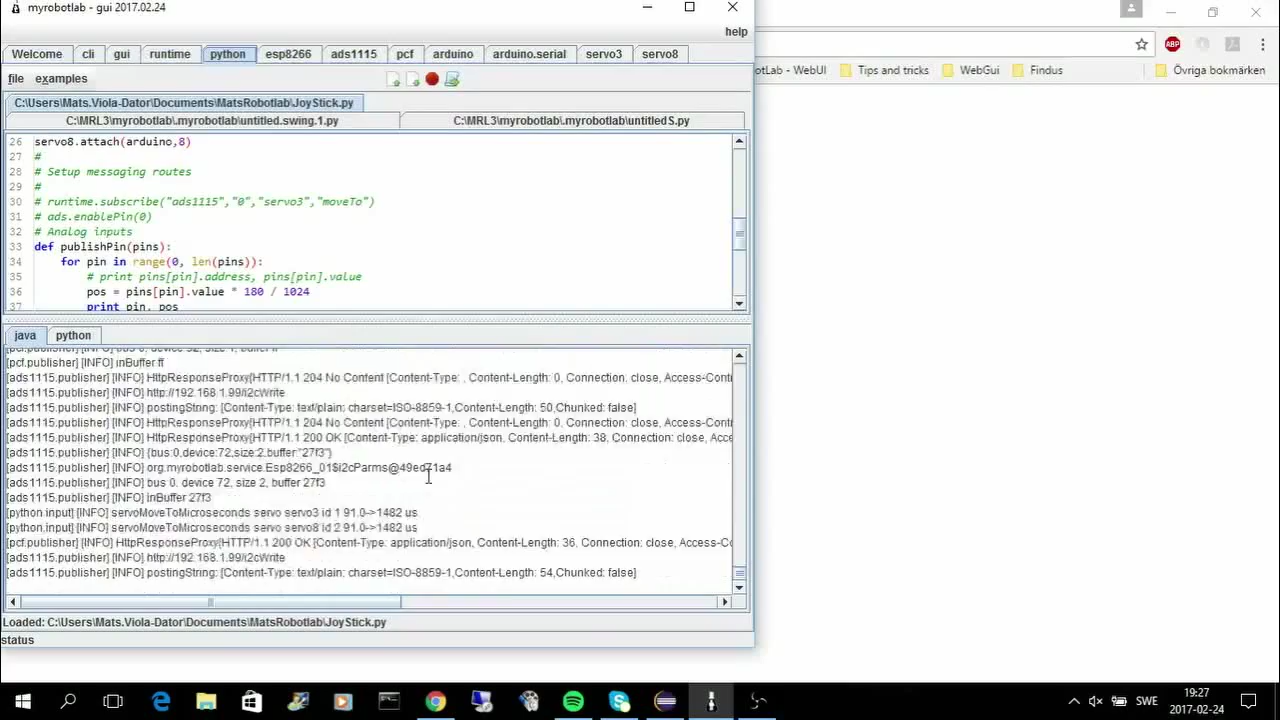 myrobotlab - gui 2017.02.24
help
Welcome cli gui runtime python esp8266 ads1115 pcf arduino arduino.serial servo3 servo8
file examples
C:\Users\Mats.Viola-Dator\Documents\MatsRobotlab\JoyStick.py
C:\MRL3\myrobotlab\.myrobotlab\untitled.swing.1.py C:\MRL3\myrobotlab\.myrobotlab\untitledS.py
26 servo8.attach(arduino,8)
27 #
28 # Setup messaging routes
29 #
30 # runtime.subscribe("ads1115","0","servo3","moveTo")
31 # ads.enablePin(0)
32 # Analog inputs
33 def publishPin(pins):
34 for pin in range(0, len(pins)):
35 # print pins[pin].address, pins[pin].value
36 pos = pins[pin].value * 180 / 1024
37 print pin, pos
java python
[pcf.publisher] [INFO] inBuffer ff
[ads1115.publisher] [INFO] HttpResponseProxy{HTTP/1.1 204 No Content [Content-Type: , Content-Length: 0, Connection: close, Access-Contr
[ads1115.publisher] [INFO] http://192.168.1.99/i2cWrite
[ads1115.publisher] [INFO] postingString: [Content-Type: text/plain; charset=ISO-8859-1,Content-Length: 50,Chunked: false]
[ads1115.publisher] [INFO] HttpResponseProxy{HTTP/1.1 204 No Content [Content-Type: , Content-Length: 0, Connection: close, Access-Contr
[ads1115.publisher] [INFO] HttpResponseProxy{HTTP/1.1 200 OK [Content-Type: application/json, Content-Length: 38, Connection: close, Acce
[ads1115.publisher] [INFO] {bus:0,device:72,size:2,buffer:"27f3"}
[ads1115.publisher] [INFO] org.myrobotlab.service.Esp8266_01$i2cParms@49ed71a4
[ads1115.publisher] [INFO] bus 0, device 72, size 2, buffer 27f3
[ads1115.publisher] [INFO] inBuffer 27f3
[python.input] [INFO] servoMoveToMicroseconds servo servo3 id 1 91.0->1482 us
[python.input] [INFO] servoMoveToMicroseconds servo servo8 id 2 91.0->1482 us
[pcf.publisher] [INFO] HttpResponseProxy{HTTP/1.1 200 OK [Content-Type: application/json, Content-Length: 36, Connection: close, Access-Co
[ads1115.publisher] [INFO] http://192.168.1.99/i2cWrite
[ads1115.publisher] [INFO] postingString: [Content-Type: text/plain; charset=ISO-8859-1,Content-Length: 54,Chunked: false]
Loaded: C:\Users\Mats.Viola-Dator\Documents\MatsRobotlab\JoyStick.py
status
ABP
otLab - WebUI Tips and tricks WebGui Findus Övriga bokmärken
SWE
19:27
2017-02-24